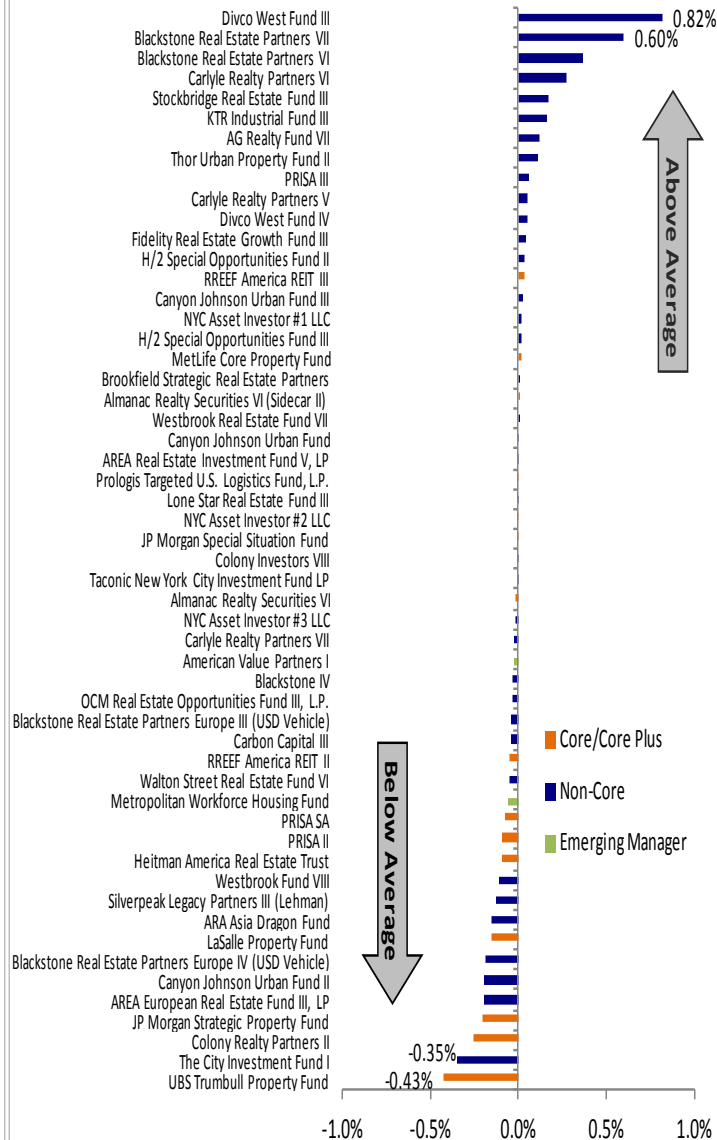 Divco West Fund III
0.82%
Blackstone Real Estate Partners VII
0.60%
Blackstone Real Estate Partners VI
Carlyle Realty Partners VI
Stockbridge Real Estate Fund III
KTR Industrial Fund III
AG Realty Fund VII
Thor Urban Property Fund II
PRISA III
Carlyle Realty Partners V
Divco West Fund IV
Fidelity Real Estate Growth Fund III
H/2 Special Opportunities Fund II
RREEF America REIT III
Canyon Johnson Urban Fund III
NYC Asset Investor #1 LLC
H/2 Special Opportunities Fund III
MetLife Core Property Fund
Brookfield Strategic Real Estate Partners
Almanac Realty Securities VI (Sidecar II)
Westbrook Real Estate Fund VII
Canyon Johnson Urban Fund
AREA Real Estate Investment Fund V, LP
Prologis Targeted U.S. Logistics Fund, L.P.
Lone Star Real Estate Fund III
NYC Asset Investor #2 LLC
JP Morgan Special Situation Fund
Colony Investors VIII
Taconic New York City Investment Fund LP
Almanac Realty Securities VI
NYC Asset Investor #3 LLC
Carlyle Realty Partners VII
American Value Partners I
Blackstone IV
OCM Real Estate Opportunities Fund III, L.P.
Blackstone Real Estate Partners Europe III (USD Vehicle)
Carbon Capital III
RREEF America REIT II
Walton Street Real Estate Fund VI
Metropolitan Workforce Housing Fund
PRISA SA
PRISA II
Heitman America Real Estate Trust
Westbrook Fund VIII
Silverpeak Legacy Partners III (Lehman)
ARA Asia Dragon Fund
LaSalle Property Fund
Blackstone Real Estate Partners Europe IV (USD Vehicle)
Canyon Johnson Urban Fund II
AREA European Real Estate Fund III, LP
JP Morgan Strategic Property Fund
Colony Realty Partners II
The City Investment Fund I
-0.35%
UBS Trumbull Property Fund
-0.43%
Above Average
Below Average
Core/Core Plus
Non-Core
Emerging Manager
-1.0%
-0.5%
0.0%
0.5%
1.0%